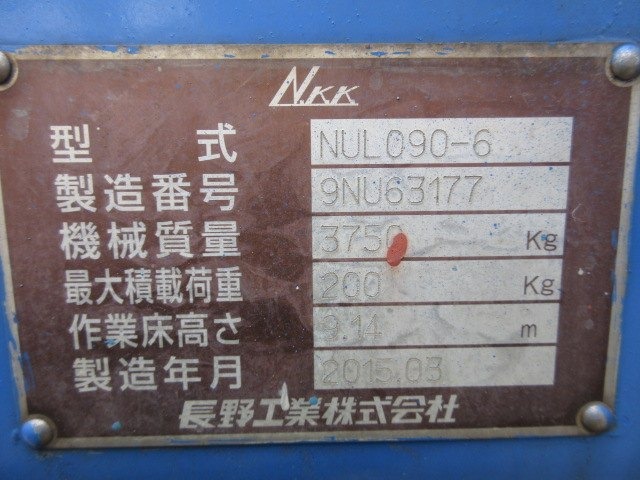 N.K.K.
型式 NUL090-6
製造番号 9NU63177
機械質量 3750 Kg
最大積載荷重 200 Kg
作業床高さ 9.14 m
製造年月 2015.03
長野工業株式会社